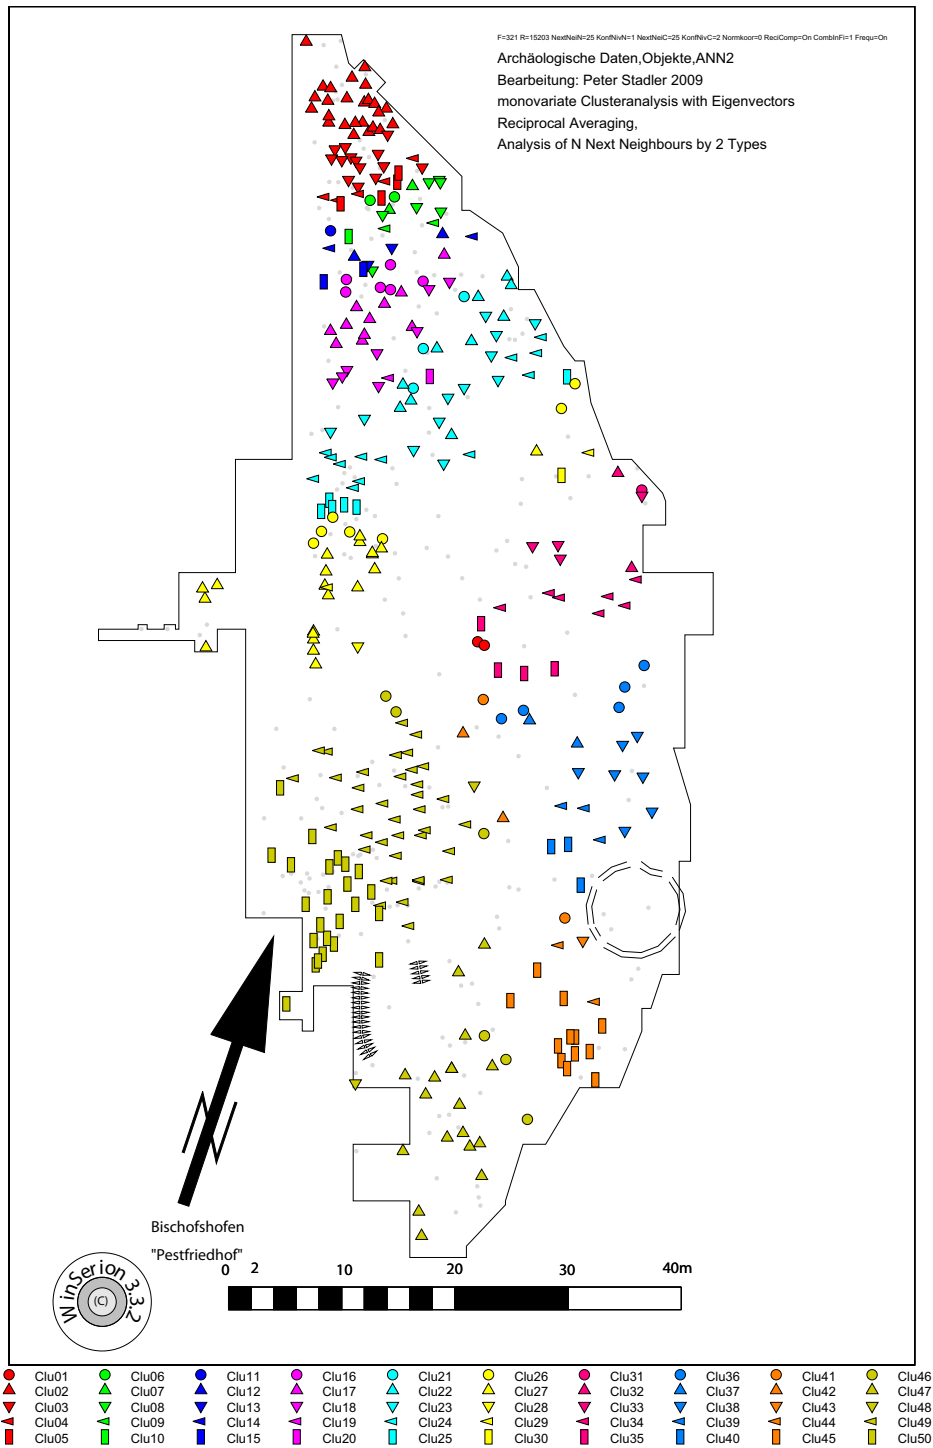 F=321 R=15203 NextNeiN=25 KonfNivN=1 NextNeiC=25 KonfNivC=2 Normkoor=0 ReciComp=On CombinFi=1 Frequ=On
Archäologische Daten,Objekte,ANN2
Bearbeitung: Peter Stadler 2009
monovariate Clusteranalysis with Eigenvectors
Reciprocal Averaging,
Analysis of N Next Neighbours by 2 Types
Bischofshofen
"Pestfriedhof"
WinSerion 3.3.2
(C)
0 2 10 20 30 40m
Clu01 Clu06 Clu11 Clu16 Clu21 Clu26 Clu31 Clu36 Clu41 Clu46
Clu02 Clu07 Clu12 Clu17 Clu22 Clu27 Clu32 Clu37 Clu42 Clu47
Clu03 Clu08 Clu13 Clu18 Clu23 Clu28 Clu33 Clu38 Clu43 Clu48
Clu04 Clu09 Clu14 Clu19 Clu24 Clu29 Clu34 Clu39 Clu44 Clu49
Clu05 Clu10 Clu15 Clu20 Clu25 Clu30 Clu35 Clu40 Clu45 Clu50